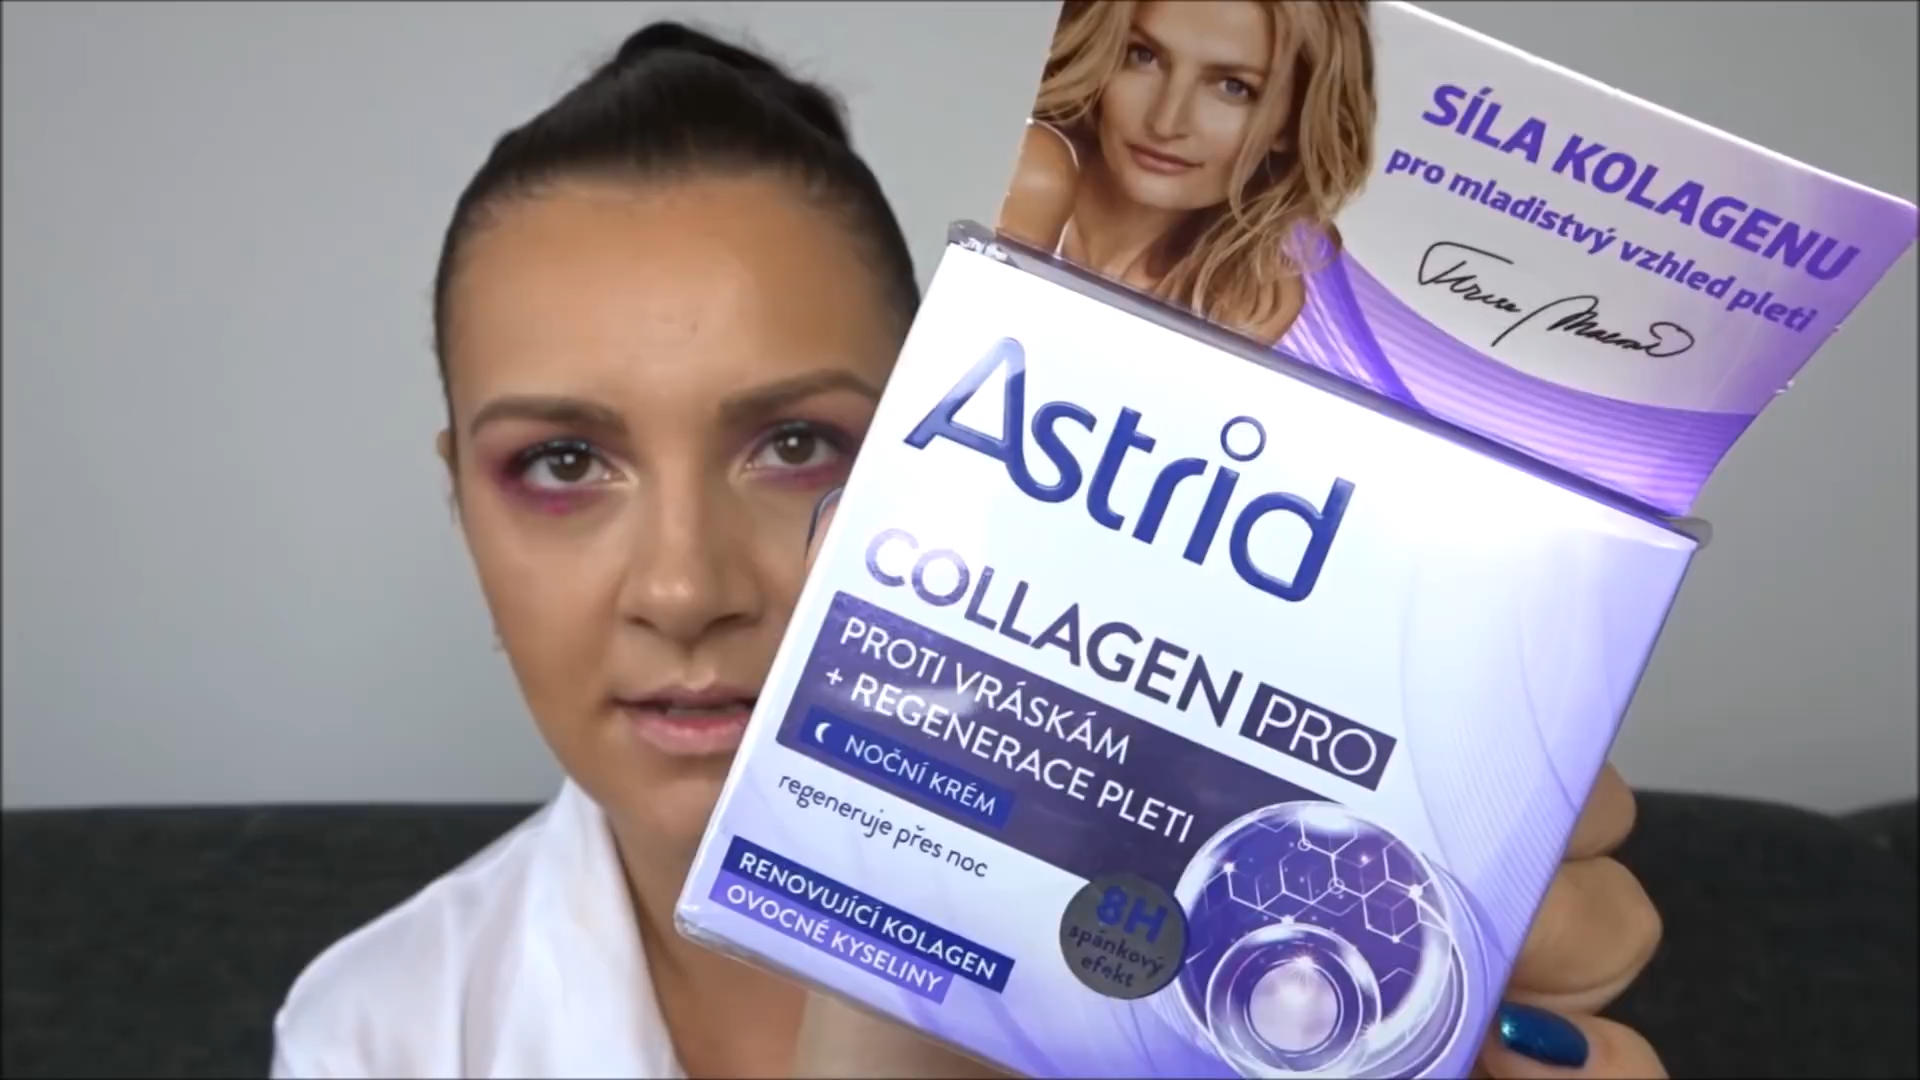 SÍLA KOLAGENU
pro mladistvý vzhled pleti
Astrid
COLLAGEN PRO
PROTI VRÁSKÁM
+ REGENERACE PLETI
NOČNÍ KRÉM
regeneruje přes noc
RENOVUJÍCÍ KOLAGEN
OVOCNÉ KYSELINY
8H
spánkový
efekt